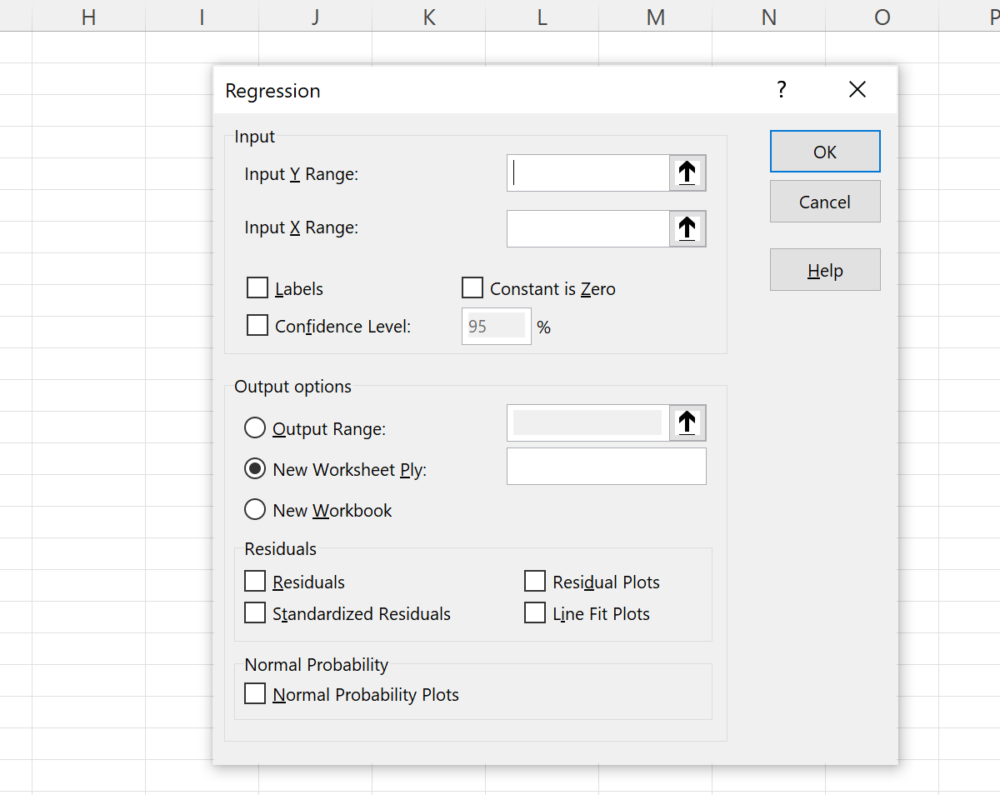 H I J K L M N O P
Regression ? 
Input
Input Y Range:
OK
Input X Range:
Cancel
Help
Labels Constant is Zero
Confidence Level: 95 %
Output options
Output Range:
New Worksheet Ply:
New Workbook
Residuals
Residuals Residual Plots
Standardized Residuals Line Fit Plots
Normal Probability
Normal Probability Plots